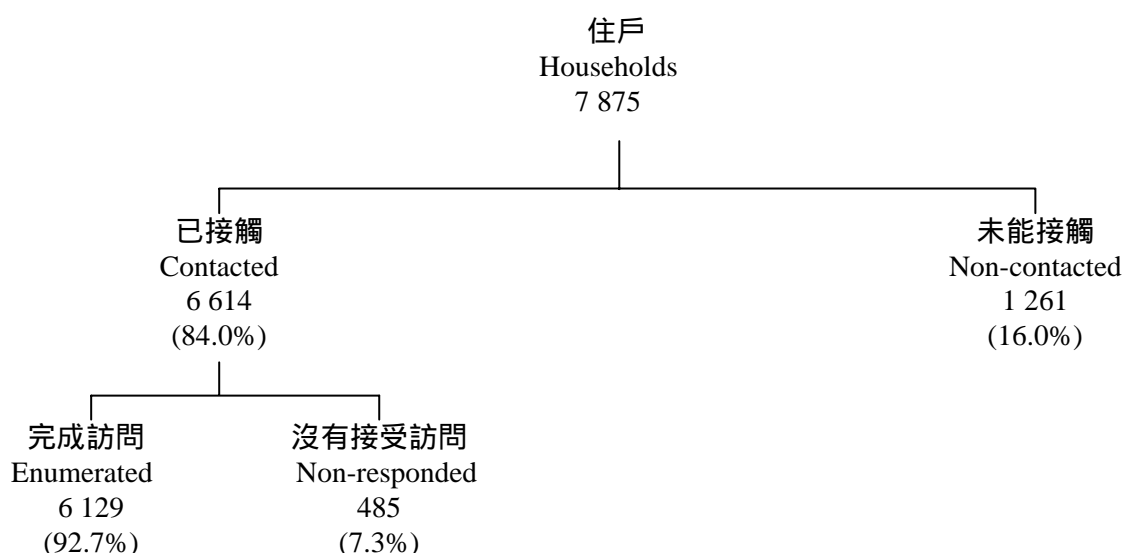 住戶
Households
7 875
已接觸
Contacted
6 614
(84.0%)
未能接觸
Non-contacted
1 261
(16.0%)
完成訪問
Enumerated
6 129
(92.7%)
沒有接受訪問
Non-responded
485
(7.3%)